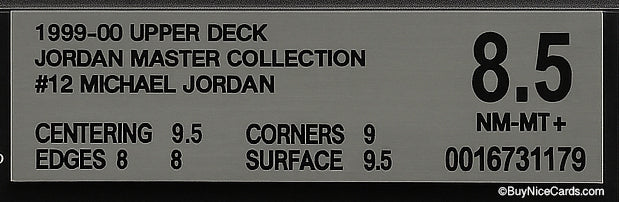 1999-00 UPPER DECK
JORDAN MASTER COLLECTION
#12 MICHAEL JORDAN
8.5
NM-MT+
CENTERING 9.5 CORNERS 9
EDGES 8 8 SURFACE 9.5
0016731179
©BuyNiceCards.com